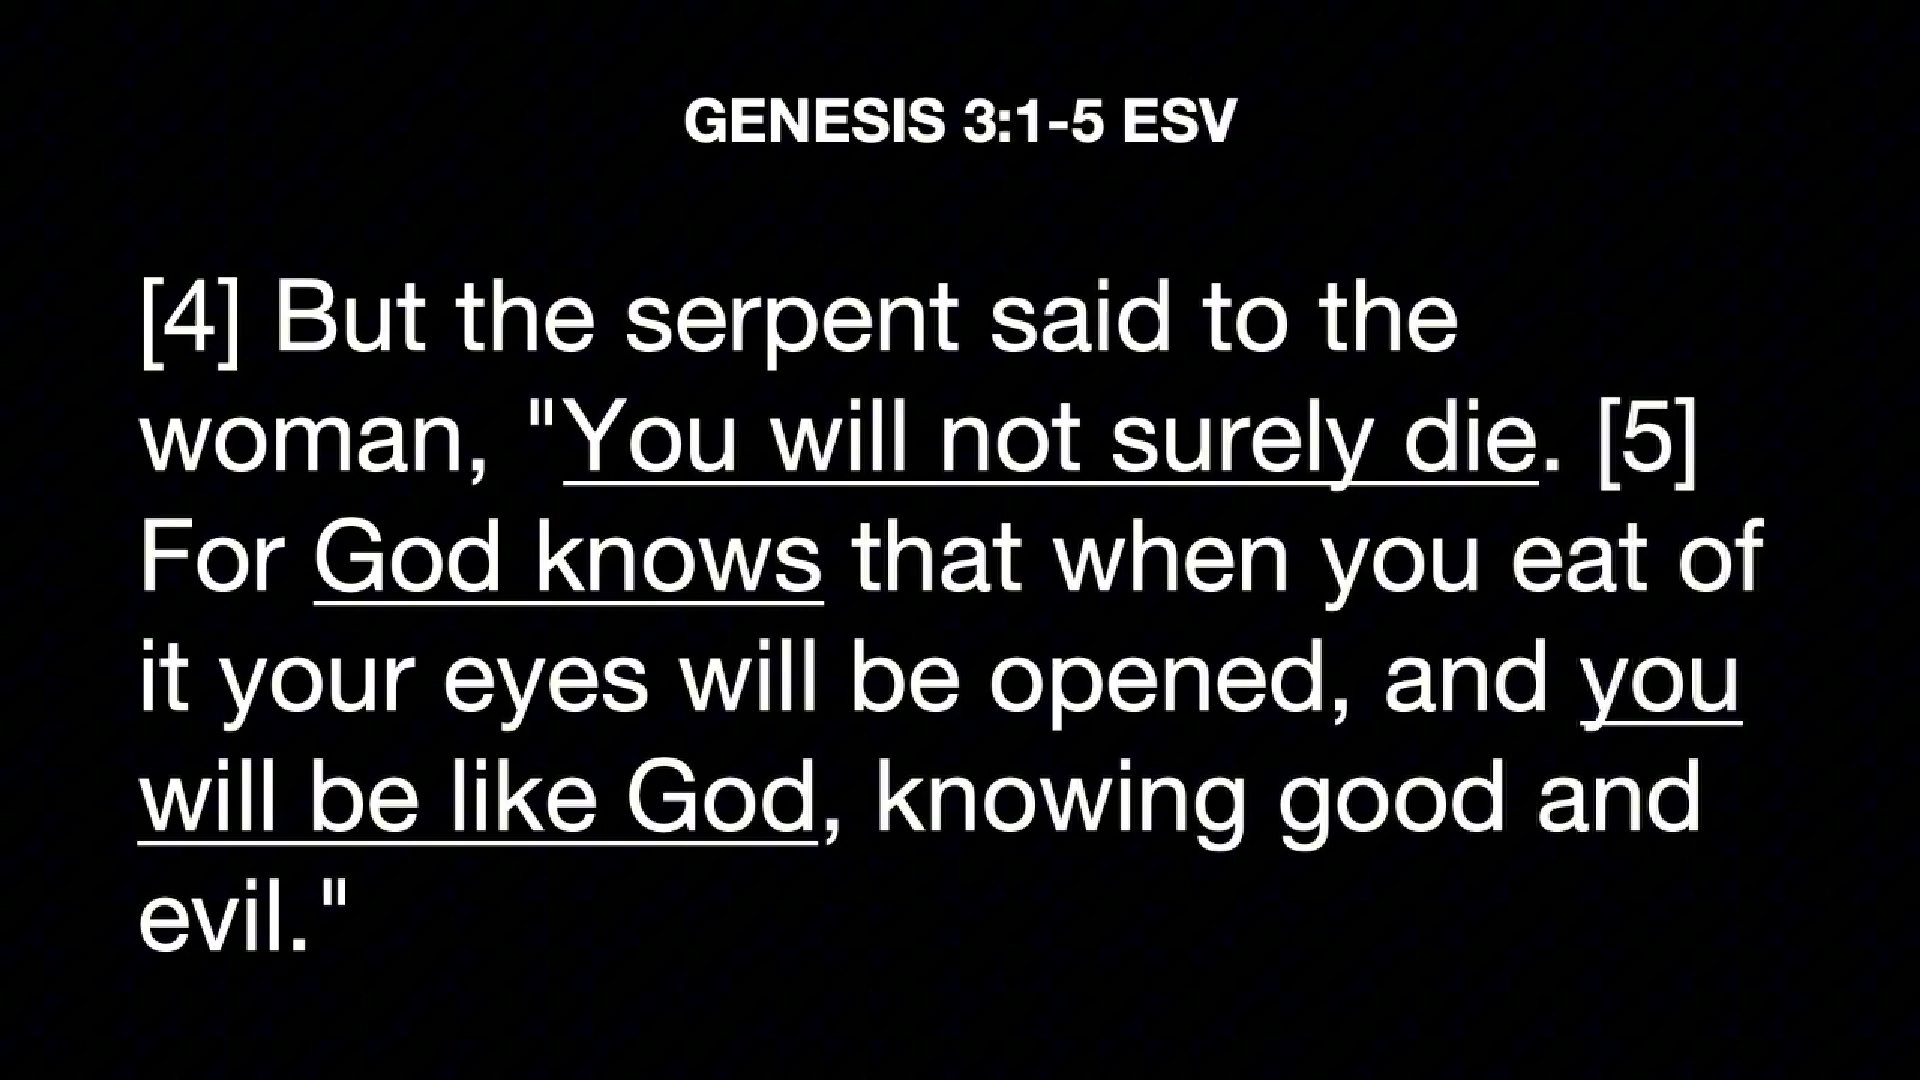 GENESIS 3:1-5 ESV
[4] But the serpent said to the
woman, "You will not surely die. [5]
For God knows that when you eat of
it your eyes will be opened, and you
will be like God, knowing good and
evil."